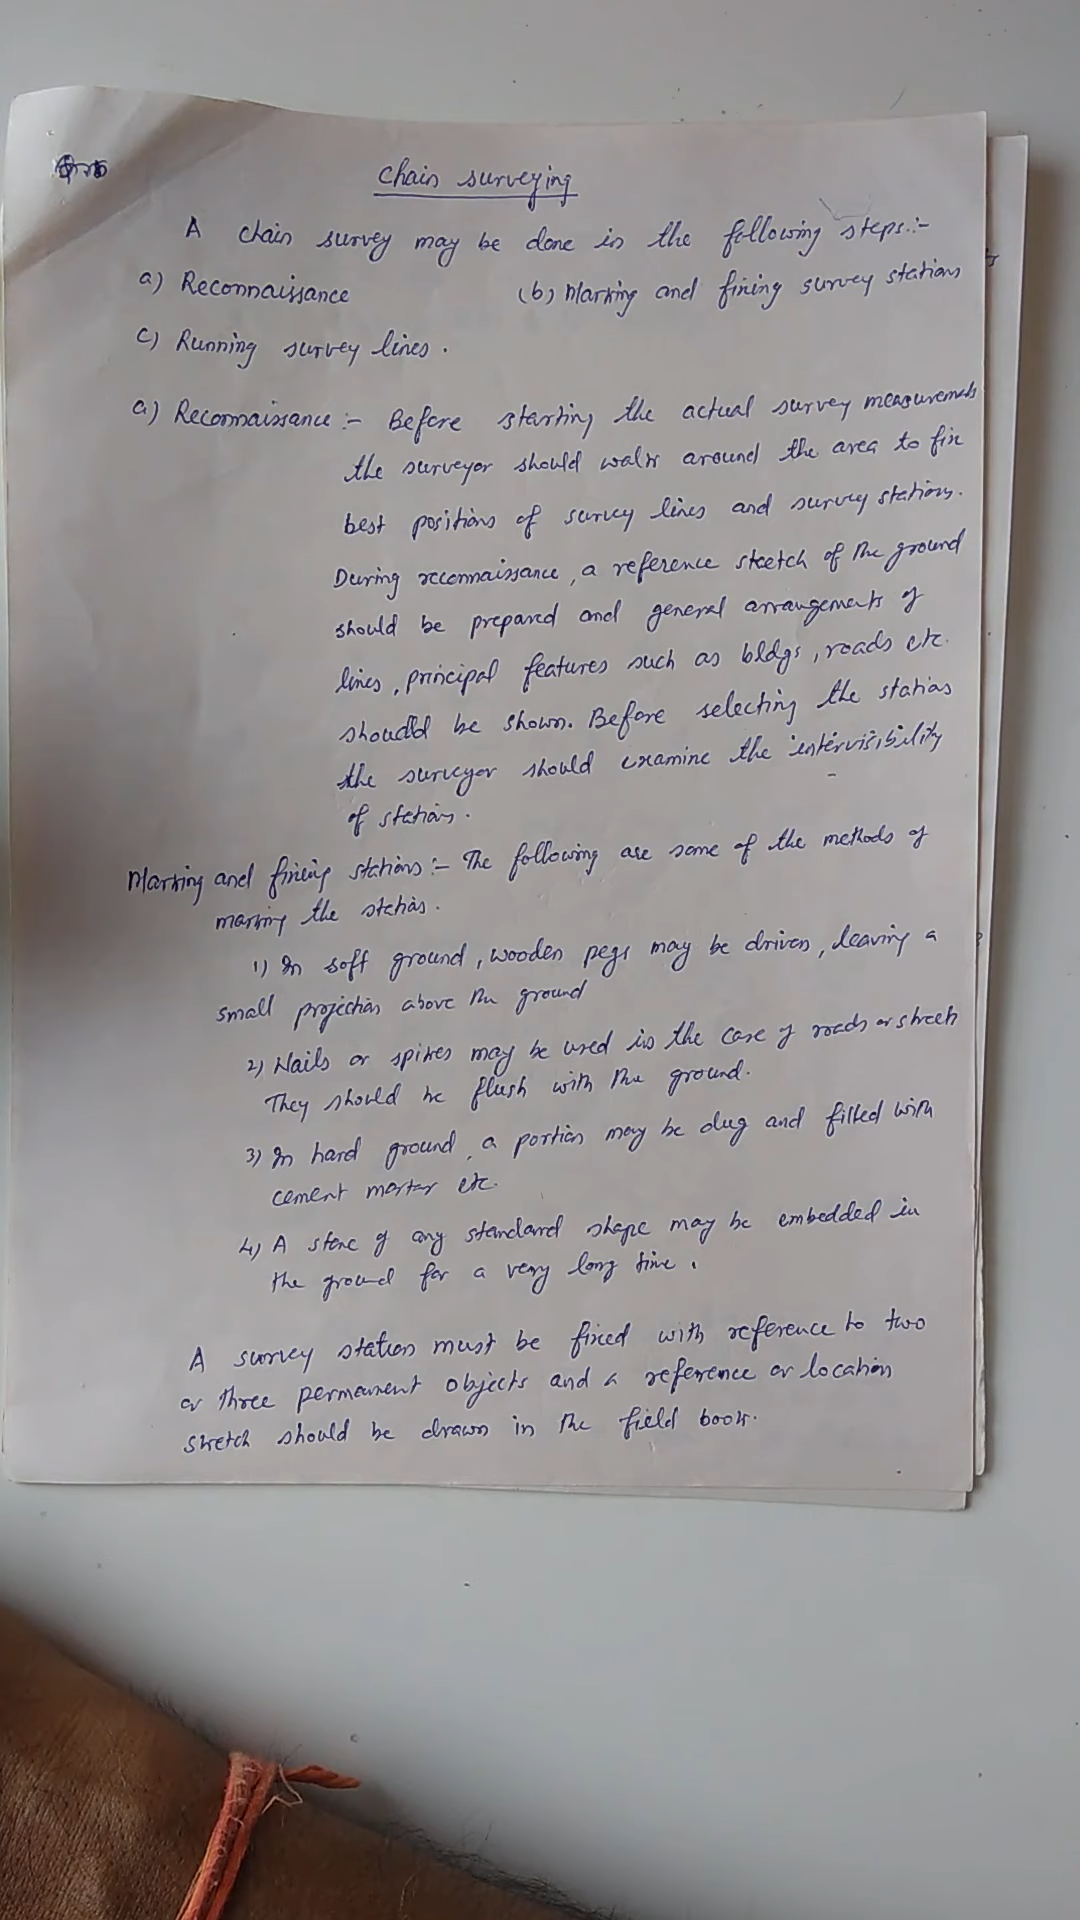 Chain surveying
A chain survey may be done in the following steps:-
a) Reconnaissance (b) Marking and fixing survey stations
c) Running survey lines.
a) Reconnaissance :- Before starting the actual survey measurements
the surveyor should walk around the area to fix
best positions of survey lines and survey stations.
During reconnaissance, a reference sketch of the ground
should be prepared and general arrangements of
lines, principal features such as bldgs, roads etc.
should be shown. Before selecting the stations
the surveyor should examine the intervisibility
of stations.
Marking and fixing stations :- The following are some of the methods of
marking the stations.
1) In soft ground, wooden pegs may be driven, leaving a
small projection above the ground
2) Nails or spikes may be used in the case of roads or streets
They should be flush with the ground.
3) In hard ground, a portion may be dug and filled with
cement mortar etc.
4) A stone of any standard shape may be embedded in
the ground for a very long time.
A survey station must be fixed with reference to two
or three permanent objects and a reference or location
sketch should be drawn in the field book.